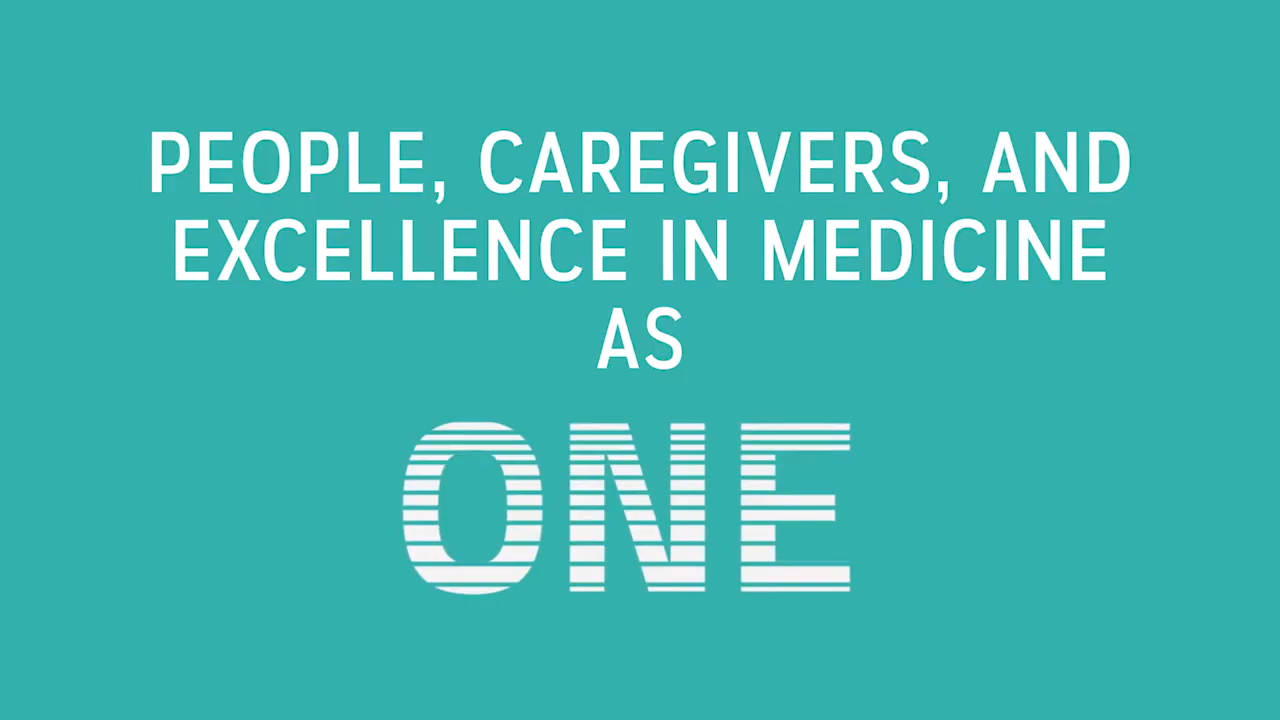 PEOPLE, CAREGIVERS, AND
EXCELLENCE IN MEDICINE
AS
ONE